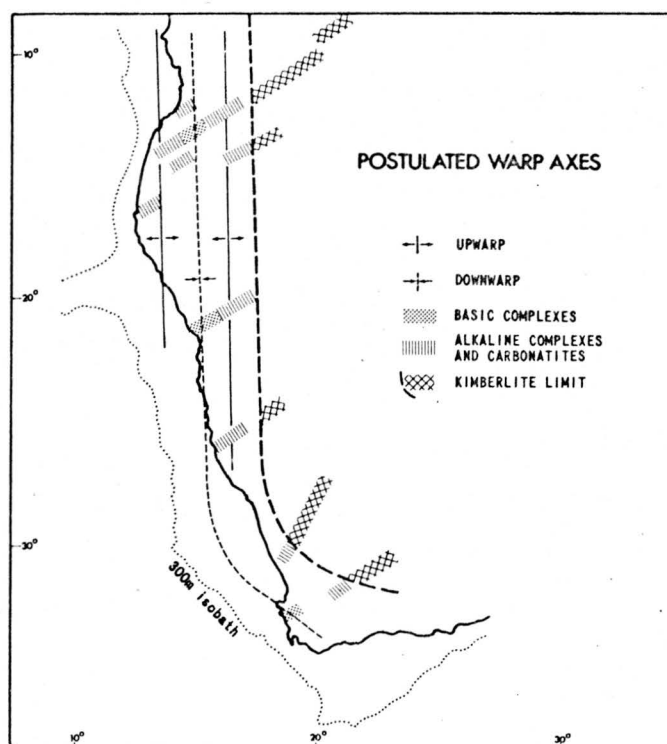 10°
POSTULATED WARP AXES
UPWARP
DOWNWARP
20°
BASIC COMPLEXES
ALKALINE COMPLEXES
AND CARBONATITES
KIMBERLITE LIMIT
30°
300m isobath
10°
20°
30°